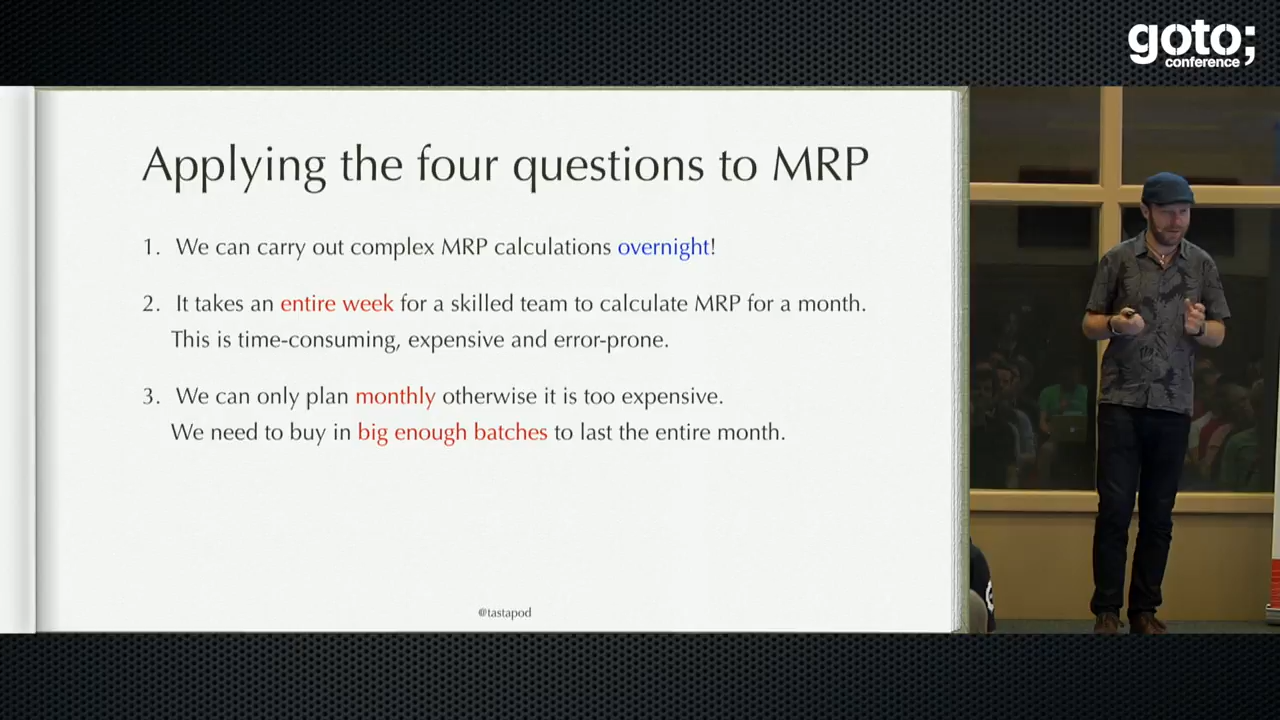 goto;
conference
Applying the four questions to MRP
1. We can carry out complex MRP calculations overnight!
2. It takes an entire week for a skilled team to calculate MRP for a month.
This is time-consuming, expensive and error-prone.
3. We can only plan monthly otherwise it is too expensive.
We need to buy in big enough batches to last the entire month.
@tastapod